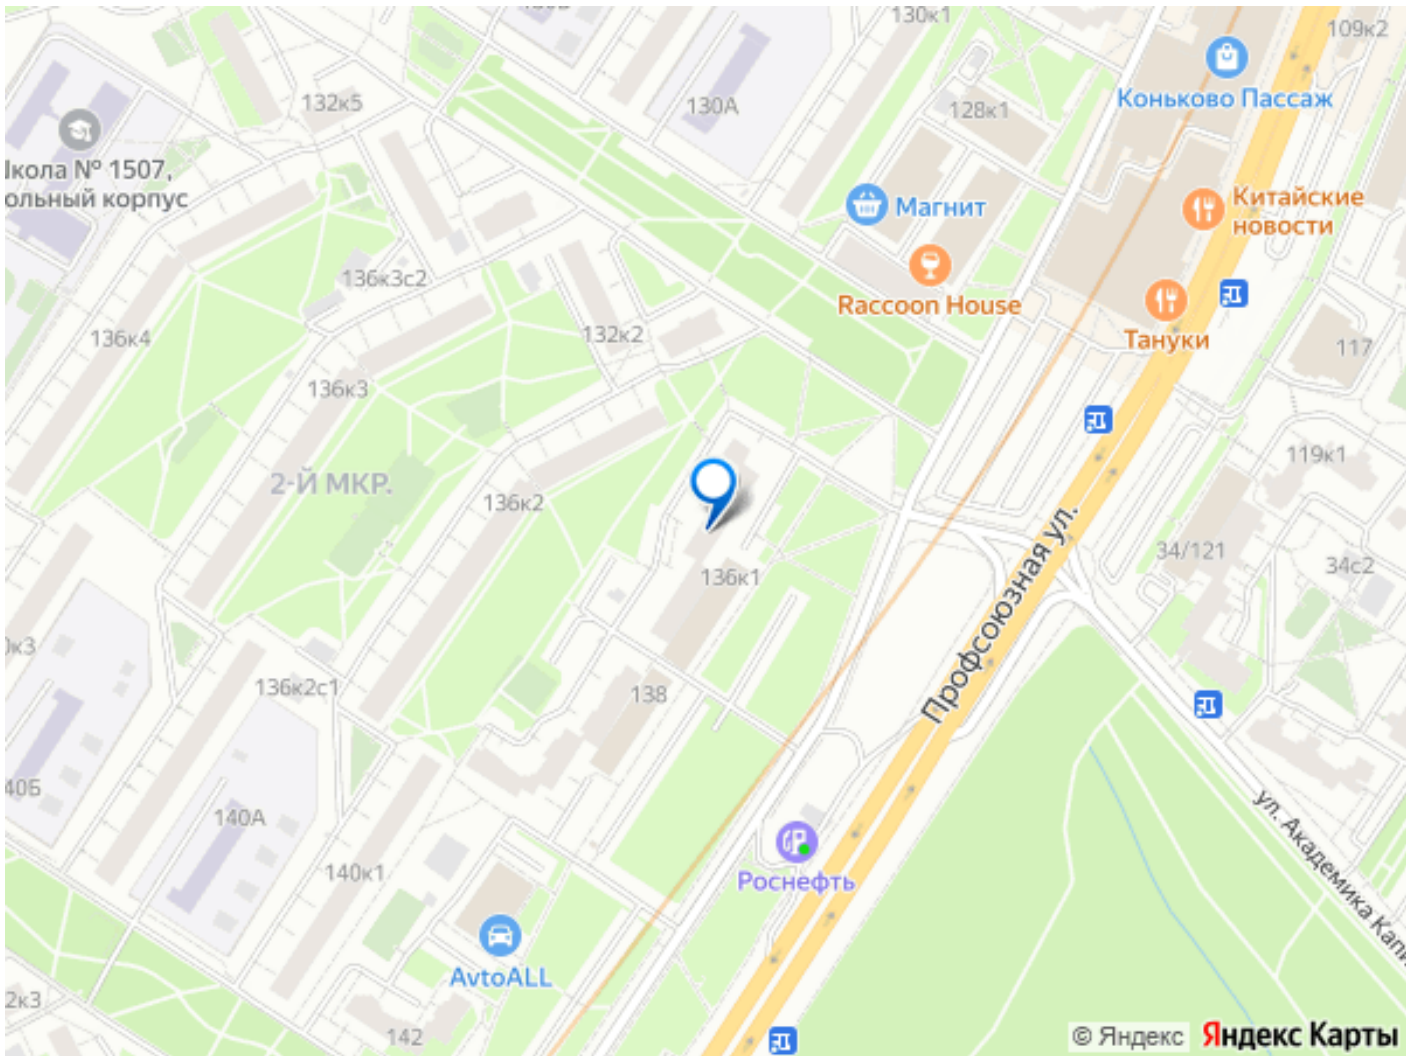 130к1
109к2
Коньково Пассаж
132к5
130А
128к1
Школа № 1507,
ольный корпус
Магнит
Китайские
новости
136к3с2
Raccoon House
132к2
Тануки
136к4
117
136к3
119к1
2-Й МКР.
136к2
Профсоюзная ул.
34/121
34с2
136к1
0к3
136к2с1
138
40Б
140А
ул. Академика Капи
140к1
Роснефть
AvtoALL
2к3
142
© Яндекс Яндекс Карты